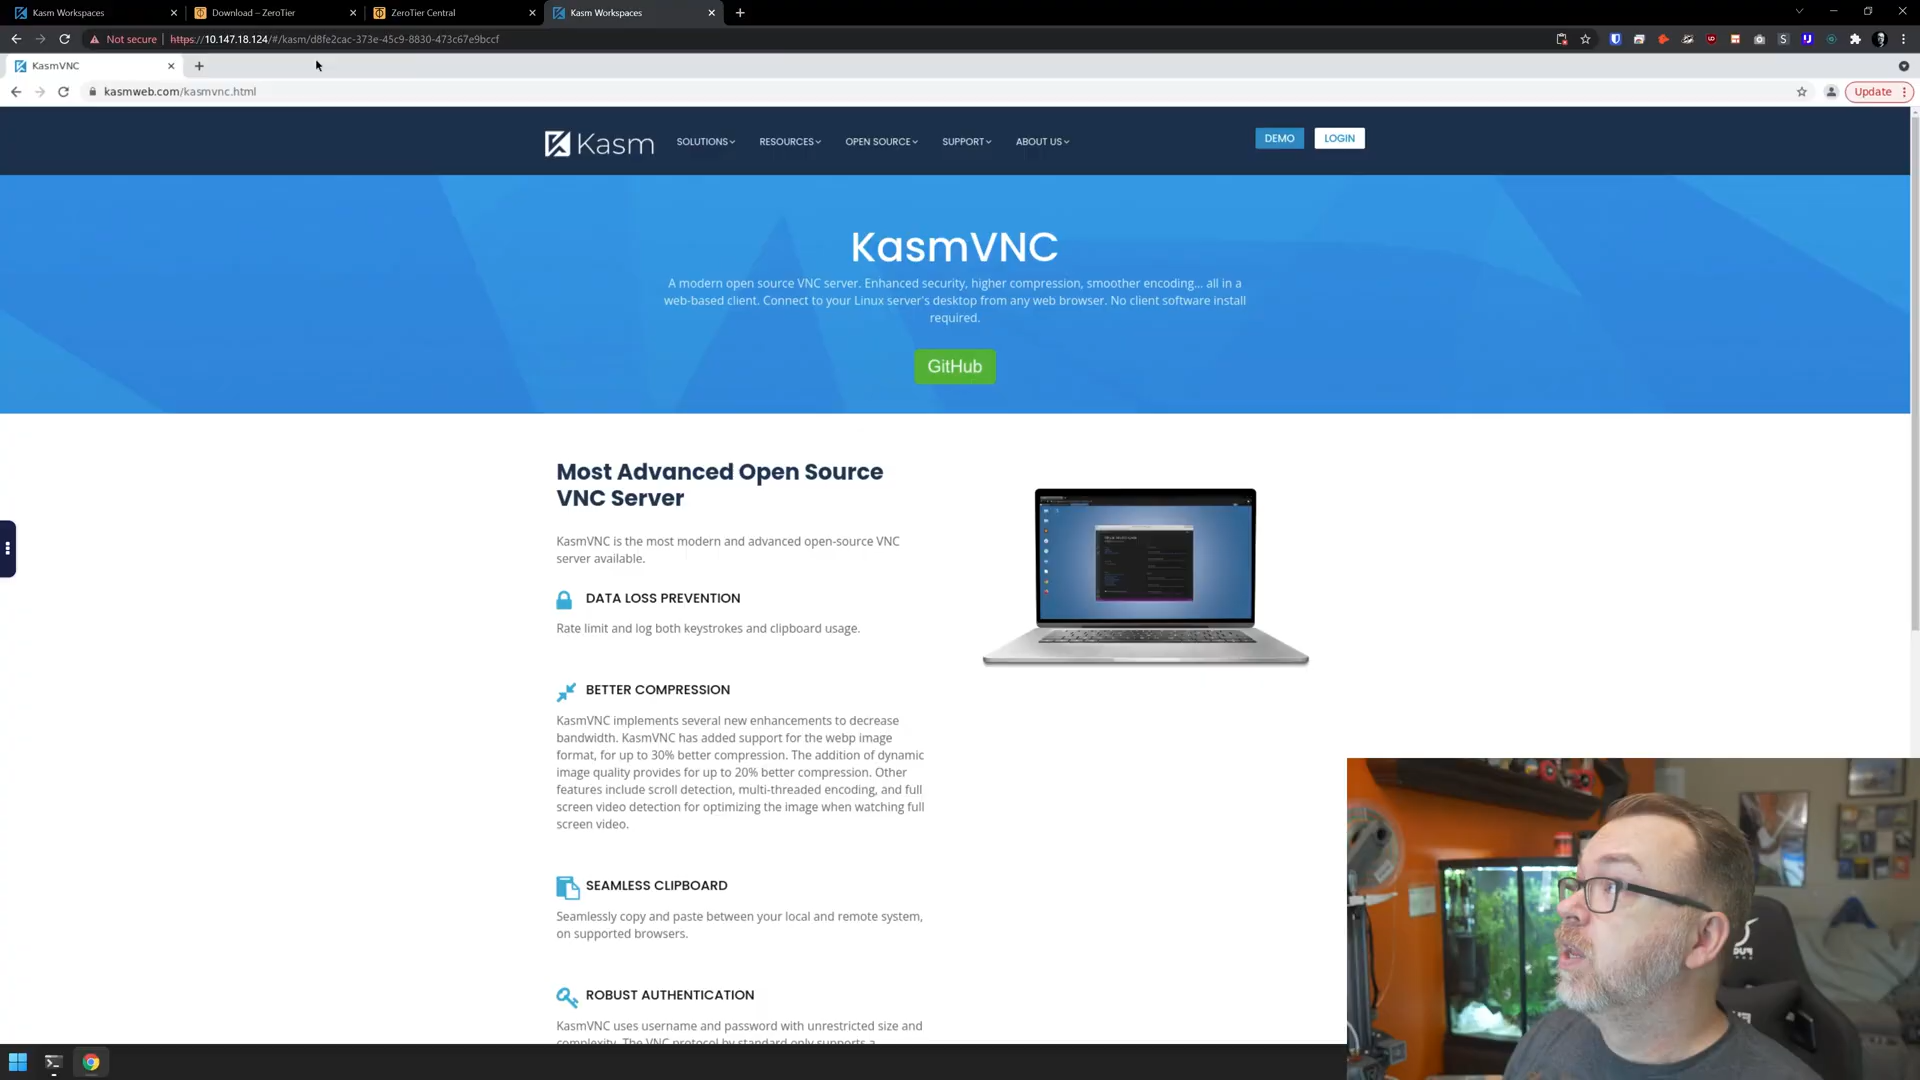 Kasm Workspaces
Download – ZeroTier
ZeroTier Central
Kasm Workspaces
Not secure
https://10.147.18.124/#/kasm/d8fe2cac-373e-45c9-8830-473c67e9bccf
KasmVNC
kasmweb.com/kasmvnc.html
Update
Kasm
SOLUTIONS
RESOURCES
OPEN SOURCE
SUPPORT
ABOUT US
DEMO
LOGIN
KasmVNC
A modern open source VNC server. Enhanced security, higher compression, smoother encoding... all in a
web-based client. Connect to your Linux server's desktop from any web browser. No client software install
required.
GitHub
Most Advanced Open Source
VNC Server
KasmVNC is the most modern and advanced open-source VNC
server available.
DATA LOSS PREVENTION
Rate limit and log both keystrokes and clipboard usage.
BETTER COMPRESSION
KasmVNC implements several new enhancements to decrease
bandwidth. KasmVNC has added support for the webp image
format, for up to 30% better compression. The addition of dynamic
image quality provides for up to 20% better compression. Other
features include scroll detection, multi-threaded encoding, and full
screen video detection for optimizing the image when watching full
screen video.
SEAMLESS CLIPBOARD
Seamlessly copy and paste between your local and remote system,
on supported browsers.
ROBUST AUTHENTICATION
KasmVNC uses username and password with unrestricted size and
complexity. The VNC protocol by standard only supports a